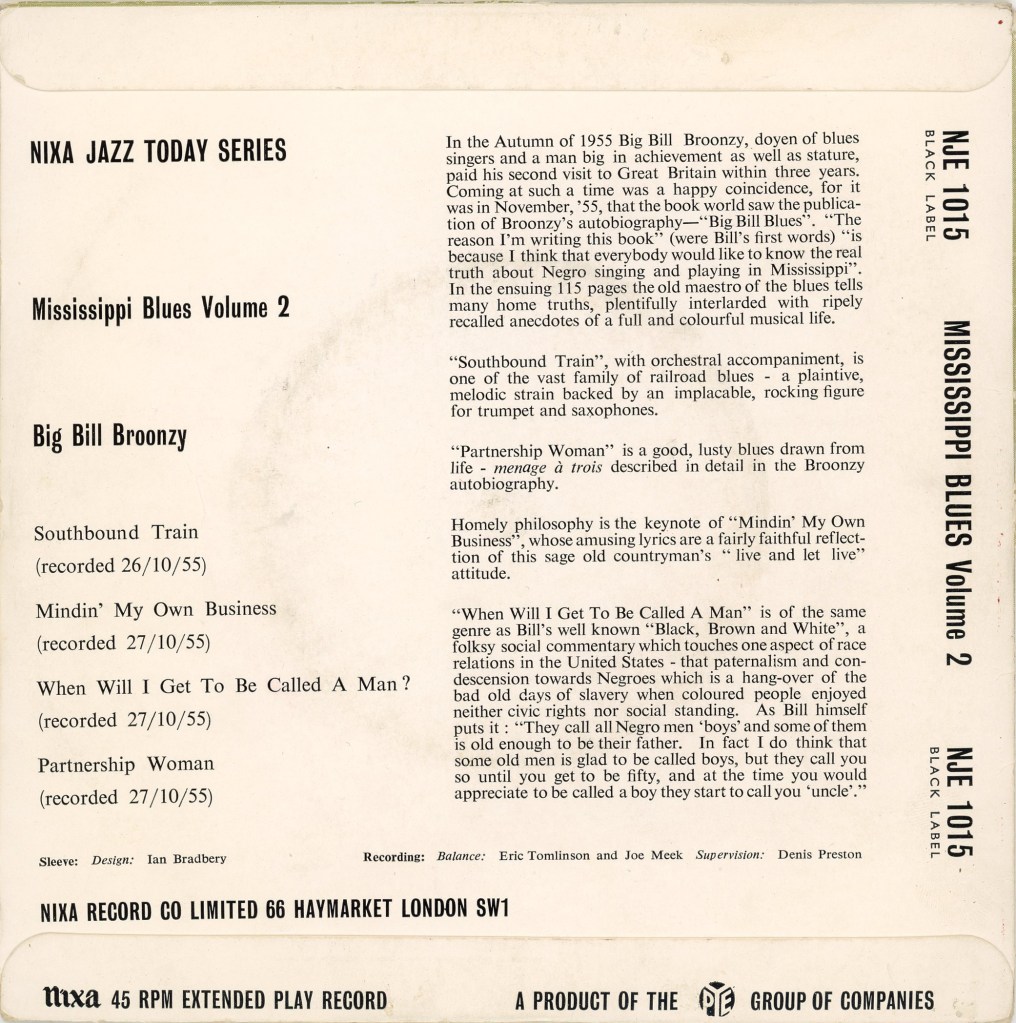 NIXA JAZZ TODAY SERIES
Mississippi Blues Volume 2
Big Bill Broonzy
Southbound Train
(recorded 26/10/55)
Mindin' My Own Business
(recorded 27/10/55)
When Will I Get To Be Called A Man?
(recorded 27/10/55)
Partnership Woman
(recorded 27/10/55)
In the Autumn of 1955 Big Bill Broonzy, doyen of blues
singers and a man big in achievement as well as stature,
paid his second visit to Great Britain within three years.
Coming at such a time was a happy coincidence, for it
was in November, '55, that the book world saw the publica-
tion of Broonzy's autobiography—"Big Bill Blues". "The
reason I'm writing this book" (were Bill's first words) "is
because I think that everybody would like to know the real
truth about Negro singing and playing in Mississippi".
In the ensuing 115 pages the old maestro of the blues tells
many home truths, plentifully interlarded with ripely
recalled anecdotes of a full and colourful musical life.
"Southbound Train", with orchestral accompaniment, is
one of the vast family of railroad blues - a plaintive,
melodic strain backed by an implacable, rocking figure
for trumpet and saxophones.
"Partnership Woman" is a good, lusty blues drawn from
life - menage à trois described in detail in the Broonzy
autobiography.
Homely philosophy is the keynote of "Mindin' My Own
Business", whose amusing lyrics are a fairly faithful reflect-
tion of this sage old countryman's " live and let live"
attitude.
"When Will I Get To Be Called A Man" is of the same
genre as Bill's well known "Black, Brown and White", a
folksy social commentary which touches one aspect of race
relations in the United States - that paternalism and con-
descension towards Negroes which is a hang-over of the
bad old days of slavery when coloured people enjoyed
neither civic rights nor social standing. As Bill himself
puts it : "They call all Negro men 'boys' and some of them
is old enough to be their father. In fact I do think that
some old men is glad to be called boys, but they call you
so until you get to be fifty, and at the time you would
appreciate to be called a boy they start to call you 'uncle'."
NJE 1015
BLACK LABEL
MISSISSIPPI BLUES Volume 2
NJE 1015
BLACK LABEL
Sleeve: Design: Ian Bradbery
Recording: Balance: Eric Tomlinson and Joe Meek Supervision: Denis Preston
NIXA RECORD CO LIMITED 66 HAYMARKET LONDON SW1
nixa 45 RPM EXTENDED PLAY RECORD
A PRODUCT OF THE PYE GROUP OF COMPANIES